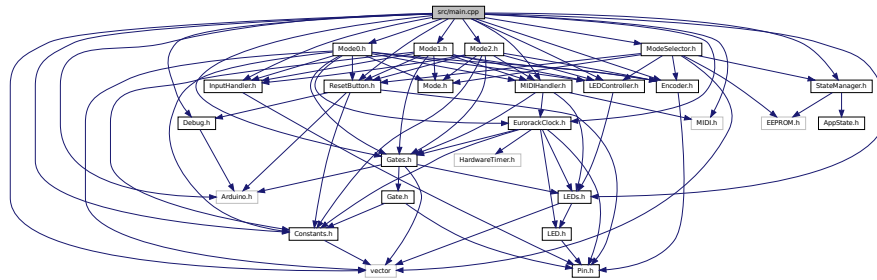 src/main.cpp
Mode0.h
Mode1.h
Mode2.h
ModeSelector.h
InputHandler.h
ResetButton.h
Mode.h
MIDIHandler.h
LEDController.h
Encoder.h
StateManager.h
Debug.h
EurorackClock.h
MIDI.h
EEPROM.h
AppState.h
Gates.h
HardwareTimer.h
Arduino.h
Gate.h
LEDs.h
Constants.h
LED.h
vector
Pin.h